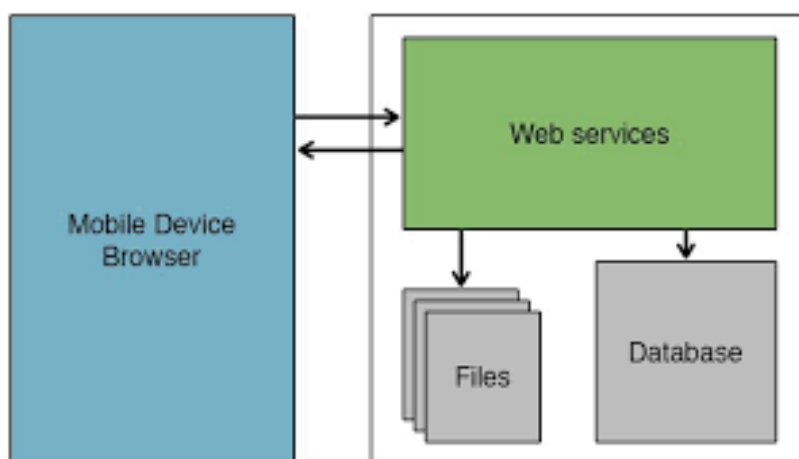 Mobile Device
Browser
Web services
Files
Database